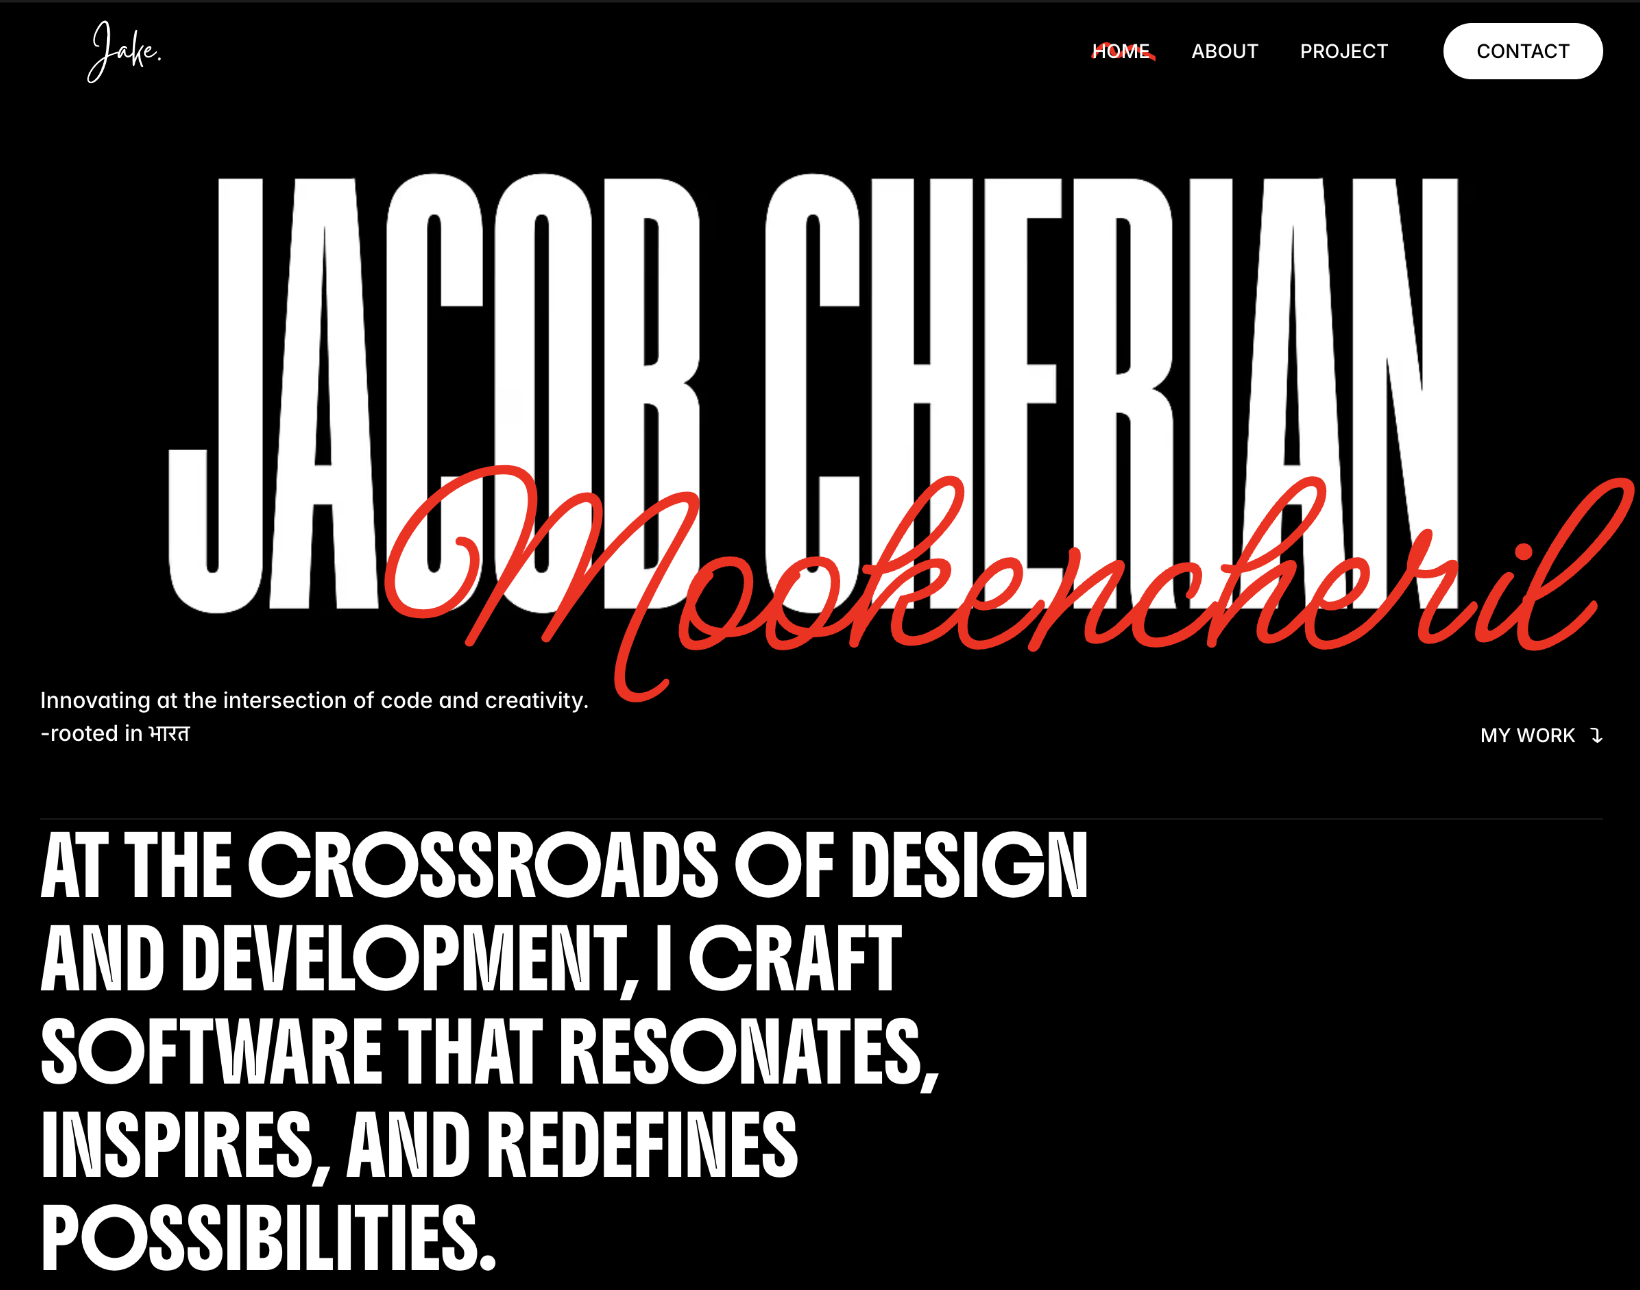 Jake.
HOME
ABOUT
PROJECT
CONTACT
JACOB CHERIAN
Mookencheril
Innovating at the intersection of code and creativity.
-rooted in भारत
MY WORK
AT THE CROSSROADS OF DESIGN
AND DEVELOPMENT, I CRAFT
SOFTWARE THAT RESONATES,
INSPIRES, AND REDEFINES
POSSIBILITIES.